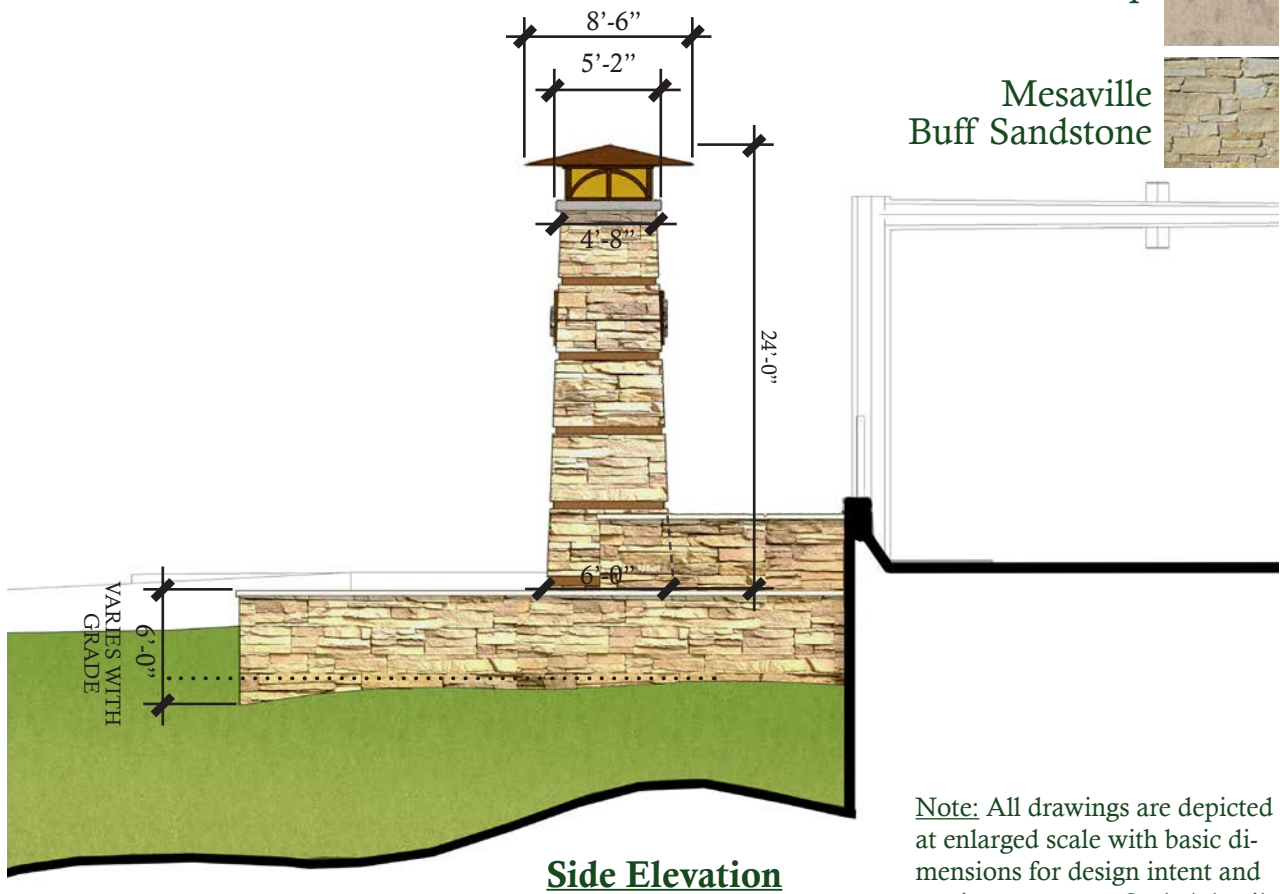 8’-6”
5’-2”
Mesaville
Buff Sandstone
4’-8”
24’-0”
6’-0”
VARIES WITH
GRADE
6’-0”
Side Elevation
Note: All drawings are depicted
at enlarged scale with basic di-
mensions for design intent and